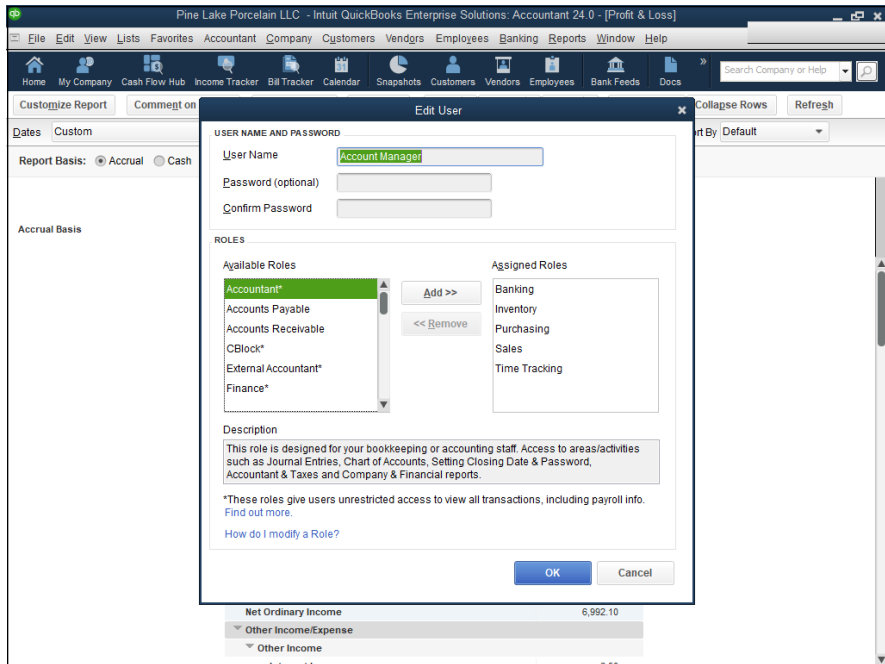 Pine Lake Porcelain LLC - Intuit QuickBooks Enterprise Solutions: Accountant 24.0 - [Profit & Loss]
File Edit View Lists Favorites Accountant Company Customers Vendors Employees Banking Reports Window Help
Home My Company Cash Flow Hub Income Tracker Bill Tracker Calendar Snapshots Customers Vendors Employees Bank Feeds Docs » Search Company or Help
Customize Report Comment on Collapse Rows Refresh
Dates Custom ort By Default
Report Basis: Accrual Cash
Accrual Basis
Edit User
USER NAME AND PASSWORD
User Name Account Manager
Password (optional)
Confirm Password
ROLES
Available Roles
Accountant*
Accounts Payable
Accounts Receivable
CBlock*
External Accountant*
Finance*
Add >>
<< Remove
Assigned Roles
Banking
Inventory
Purchasing
Sales
Time Tracking
Description
This role is designed for your bookkeeping or accounting staff. Access to areas/activities
such as Journal Entries, Chart of Accounts, Setting Closing Date & Password,
Accountant & Taxes and Company & Financial reports.
*These roles give users unrestricted access to view all transactions, including payroll info.
Find out more.
How do I modify a Role?
OK Cancel
Net Ordinary Income 6,992.10
Other Income/Expense
Other Income